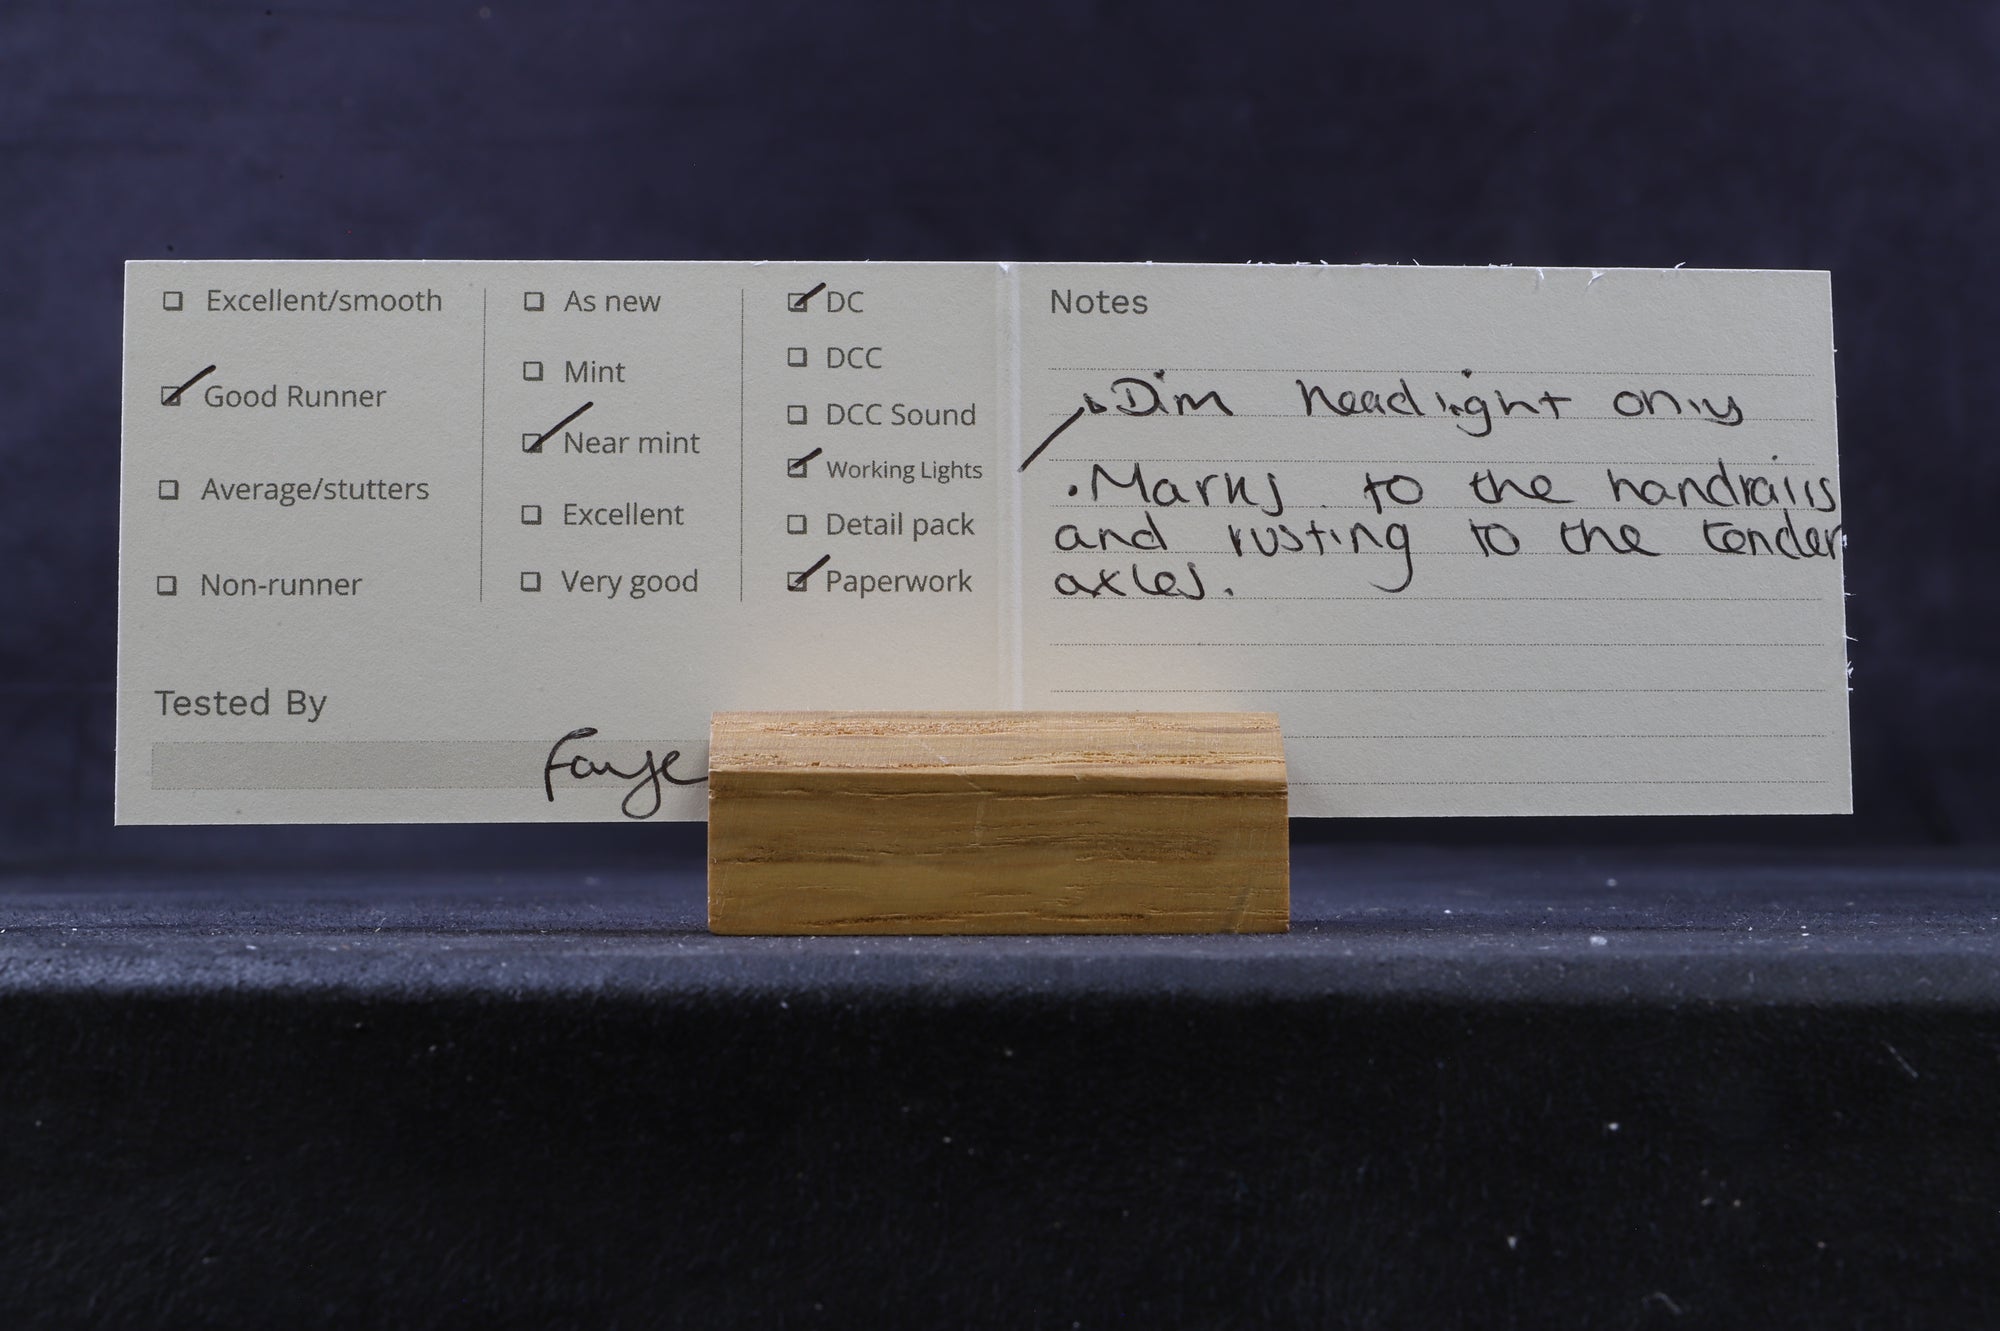 Excellent/smooth
Good Runner
Average/stutters
Non-runner
As new
Mint
Near mint
Excellent
Very good
DC
DCC
DCC Sound
Working Lights
Detail pack
Paperwork
Tested By
Faye
Notes
Dim headlight only
• Marks to the handrails
and rusting to the tender
axles.